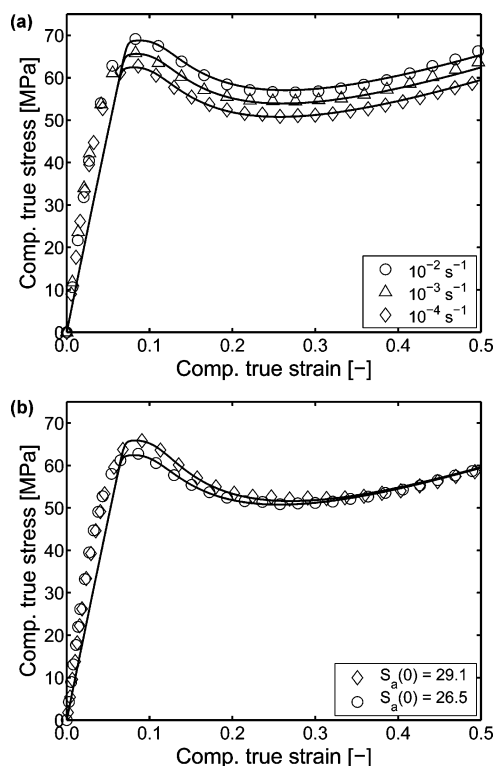 (a)
70
60
50
40
30
20
10
0
Comp. true stress [MPa]
10⁻² s⁻¹
10⁻³ s⁻¹
10⁻⁴ s⁻¹
0.0 0.1 0.2 0.3 0.4 0.5
Comp. true strain [−]
(b)
70
60
50
40
30
20
10
0
Comp. true stress [MPa]
Sₐ(0) = 29.1
Sₐ(0) = 26.5
0.0 0.1 0.2 0.3 0.4 0.5
Comp. true strain [−]